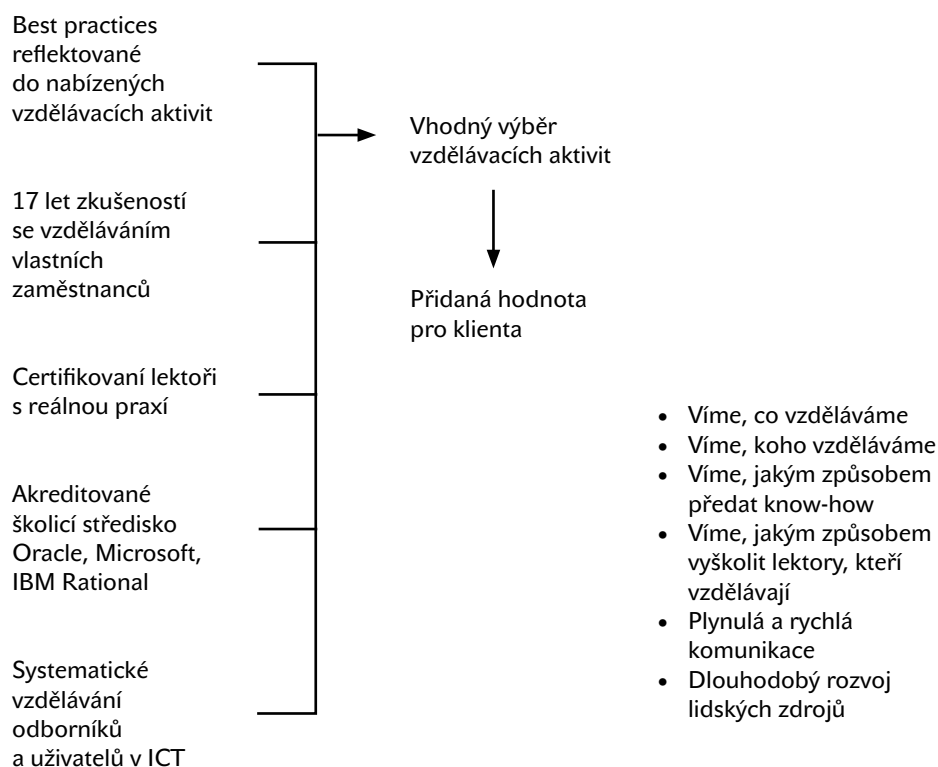 Best practices
reflektované
do nabízených
vzdělávacích aktivit
17 let zkušeností
se vzděláváním
vlastních
zaměstnanců
Certifikovaní lektoři
s reálnou praxí
Akreditované
školicí středisko
Oracle, Microsoft,
IBM Rational
Systematické
vzdělávání
odborníků
a uživatelů v ICT
Vhodný výběr
vzdělávacích aktivit
Přidaná hodnota
pro klienta
• Víme, co vzděláváme
• Víme, koho vzděláváme
• Víme, jakým způsobem
předat know-how
• Víme, jakým způsobem
vyškolit lektory, kteří
vzdělávají
• Plynulá a rychlá
komunikace
• Dlouhodobý rozvoj
lidských zdrojů